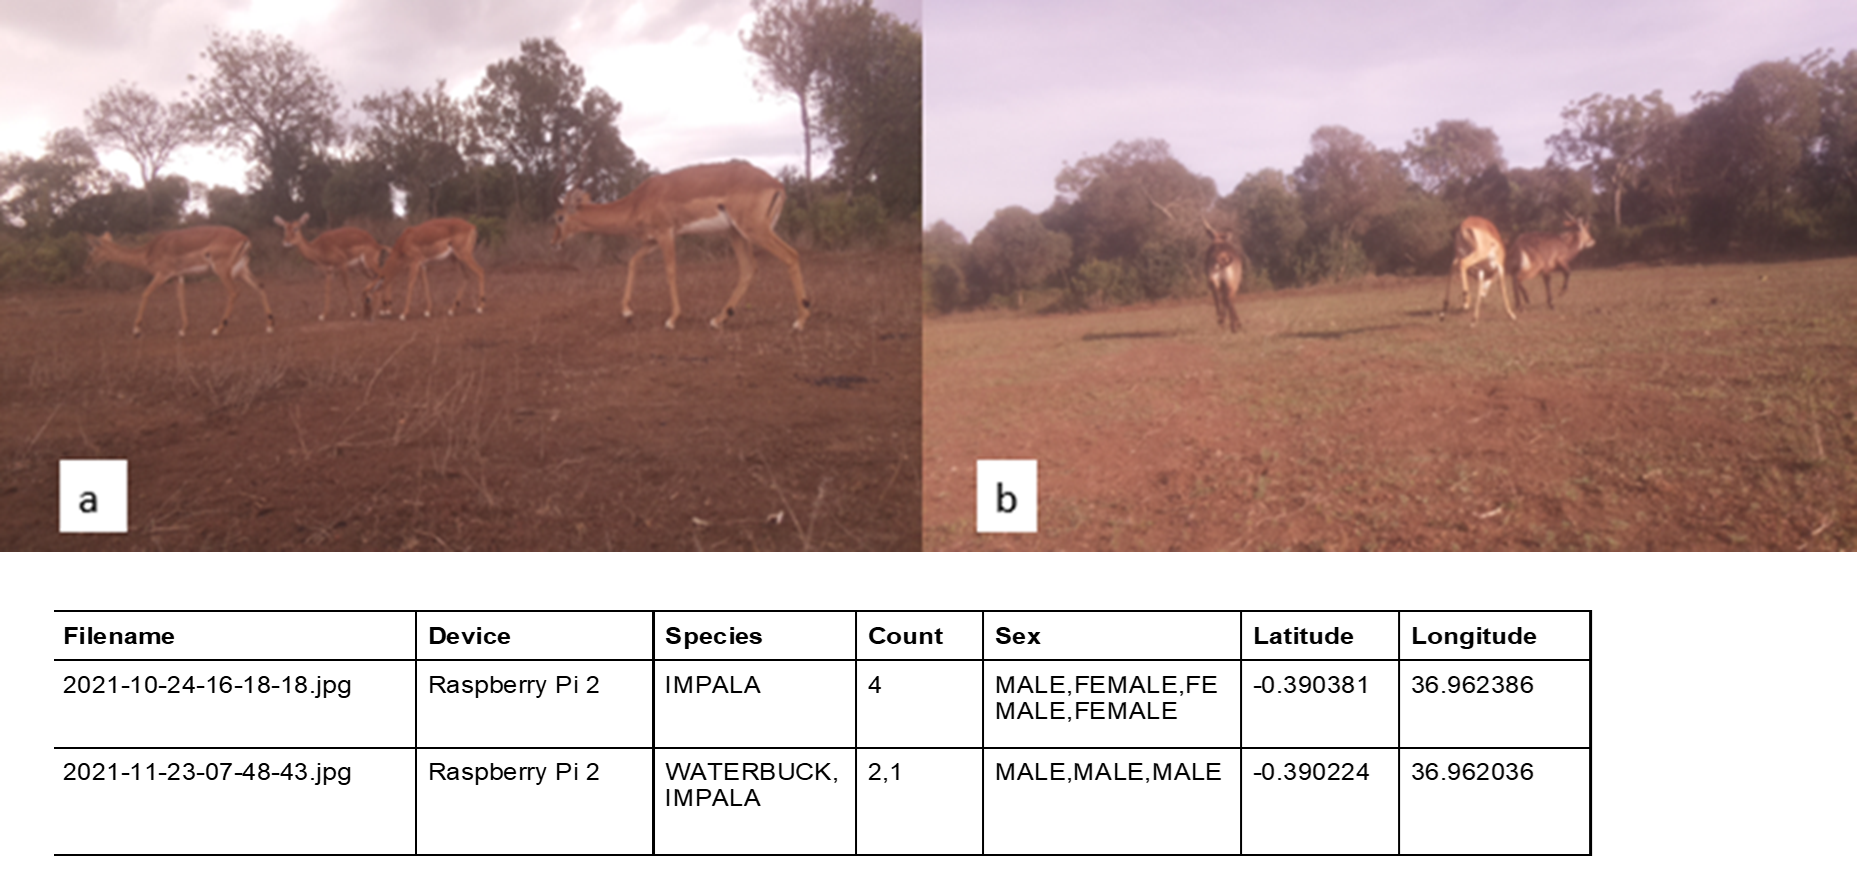 a
b
Filename Device Species Count Sex Latitude Longitude
2021-10-24-16-18-18.jpg Raspberry Pi 2 IMPALA 4 MALE,FEMALE,FE -0.390381 36.962386
MALE,FEMALE
2021-11-23-07-48-43.jpg Raspberry Pi 2 WATERBUCK, 2,1 MALE,MALE,MALE -0.390224 36.962036
IMPALA